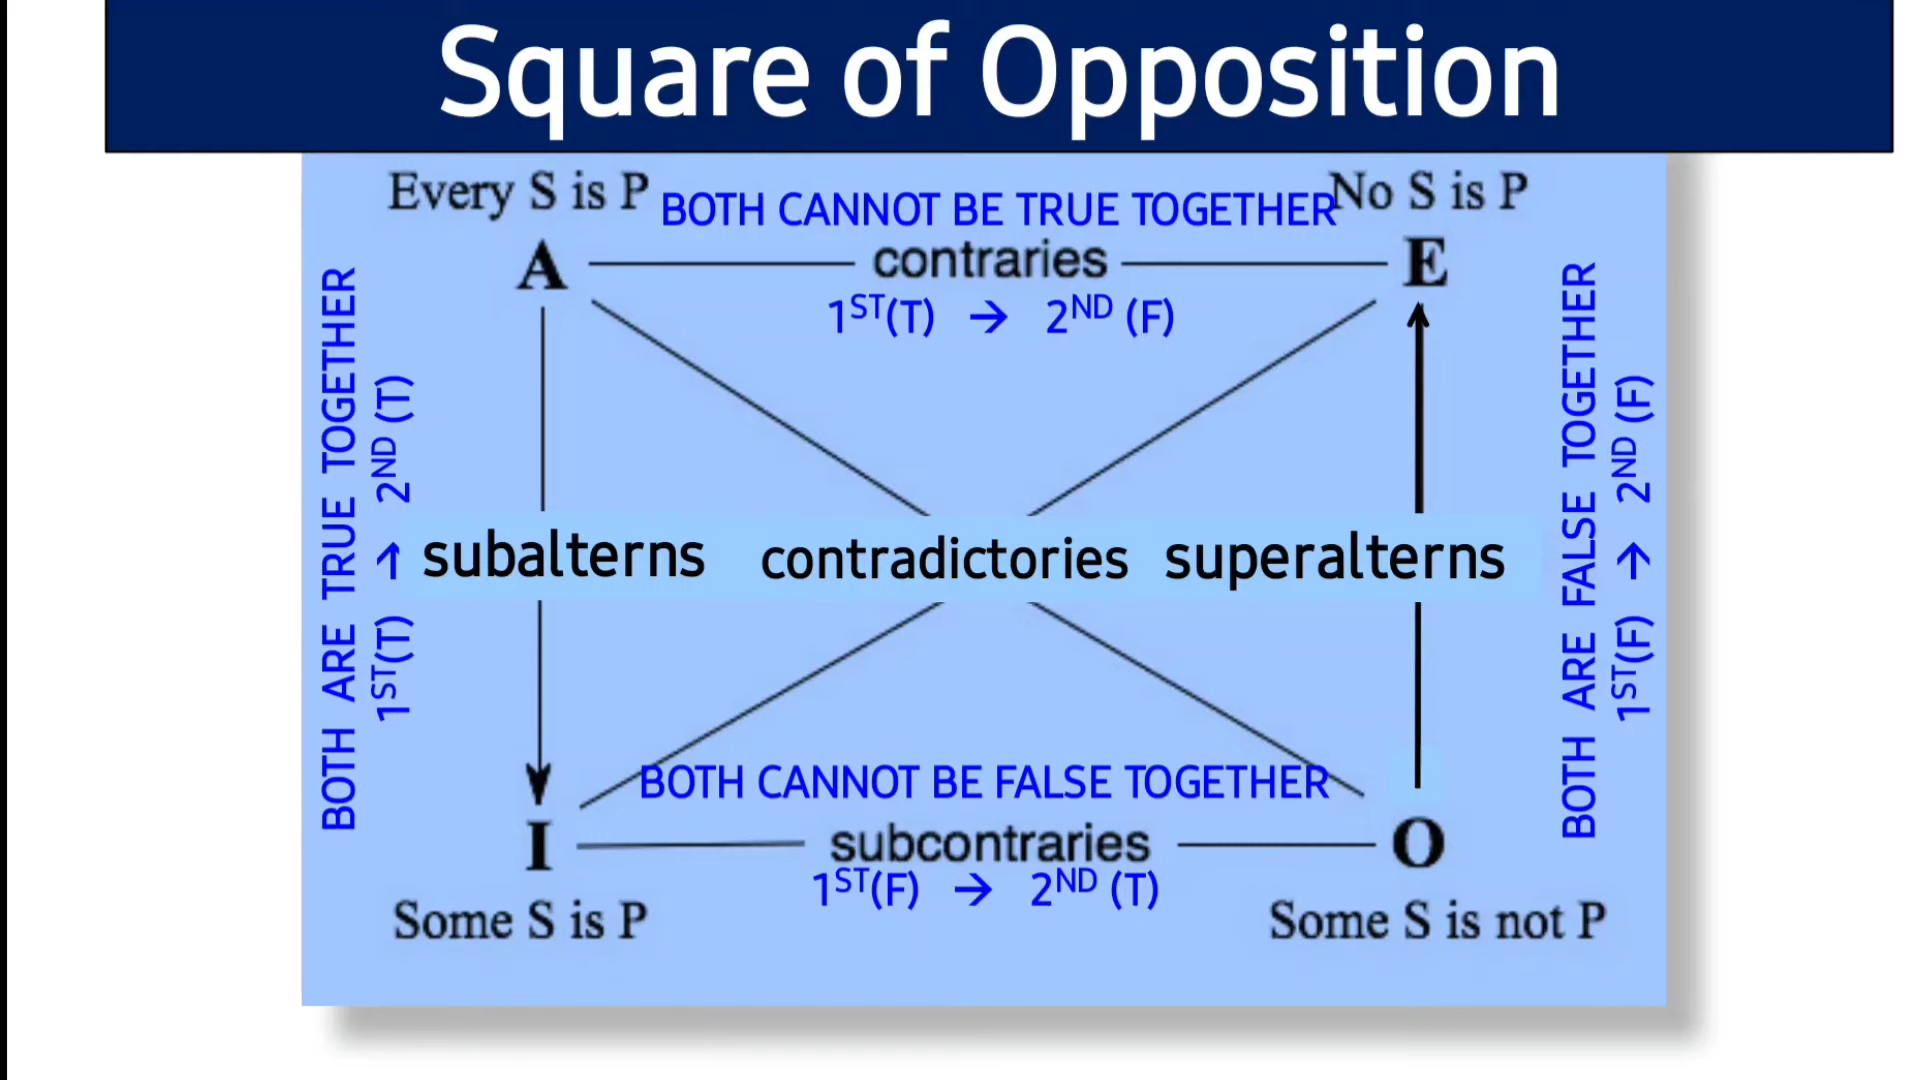 Square of Opposition
Every S is P
BOTH CANNOT BE TRUE TOGETHER
No S is P
A
contraries
E
1ST(T) → 2ND (F)
BOTH ARE TRUE TOGETHER
1ST(T) → 2ND (T)
subalterns
contradictories
superalterns
BOTH ARE FALSE TOGETHER
1ST(F) → 2ND (F)
BOTH CANNOT BE FALSE TOGETHER
I
subcontraries
O
1ST(F) → 2ND (T)
Some S is P
Some S is not P